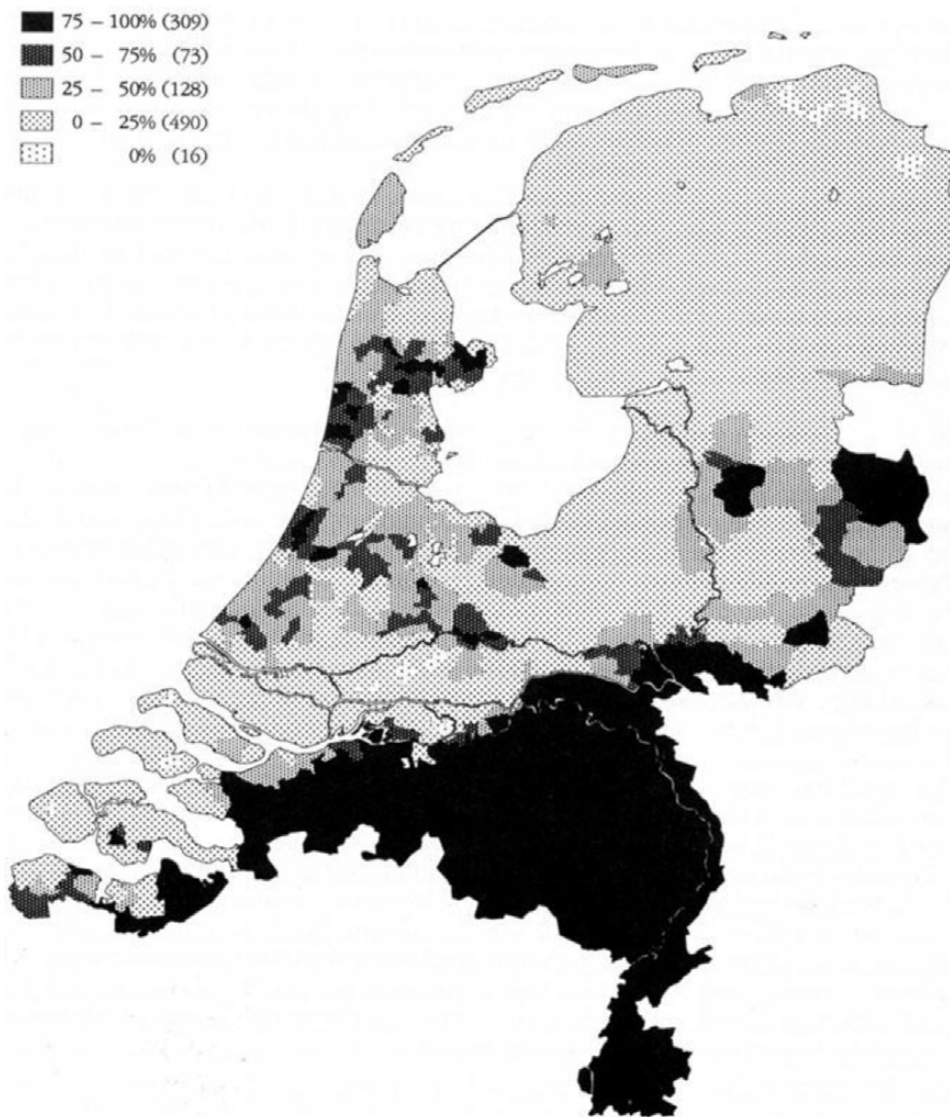 75 – 100% (309)
50 – 75% (73)
25 – 50% (128)
0 – 25% (490)
0% (16)